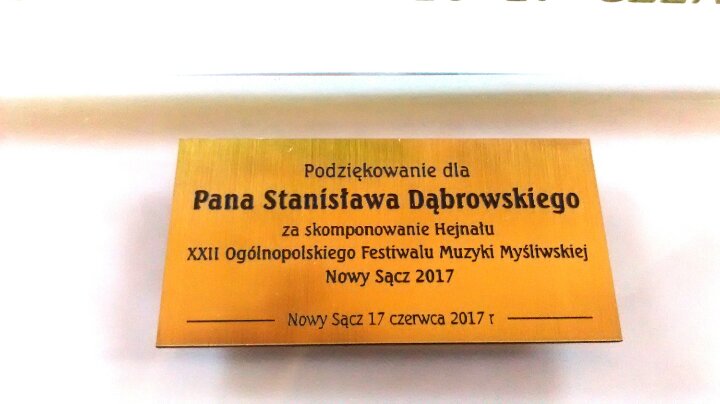 Podziękowanie dla
Pana Stanisława Dąbrowskiego
za skomponowanie Hejnału
XXII Ogólnopolskiego Festiwalu Muzyki Myśliwskiej
Nowy Sącz 2017
Nowy Sącz 17 czerwca 2017 r